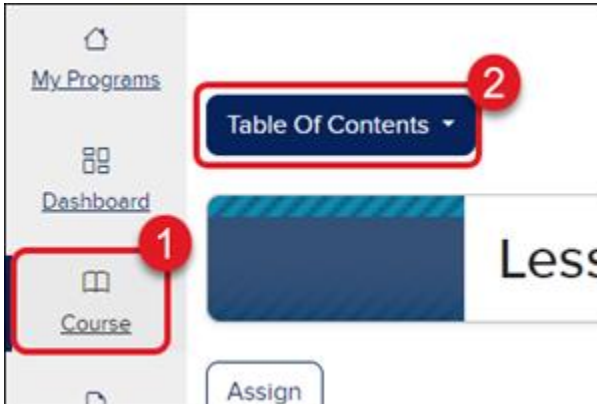 My Programs
2
Table Of Contents
Dashboard
1
Less
Course
Assign